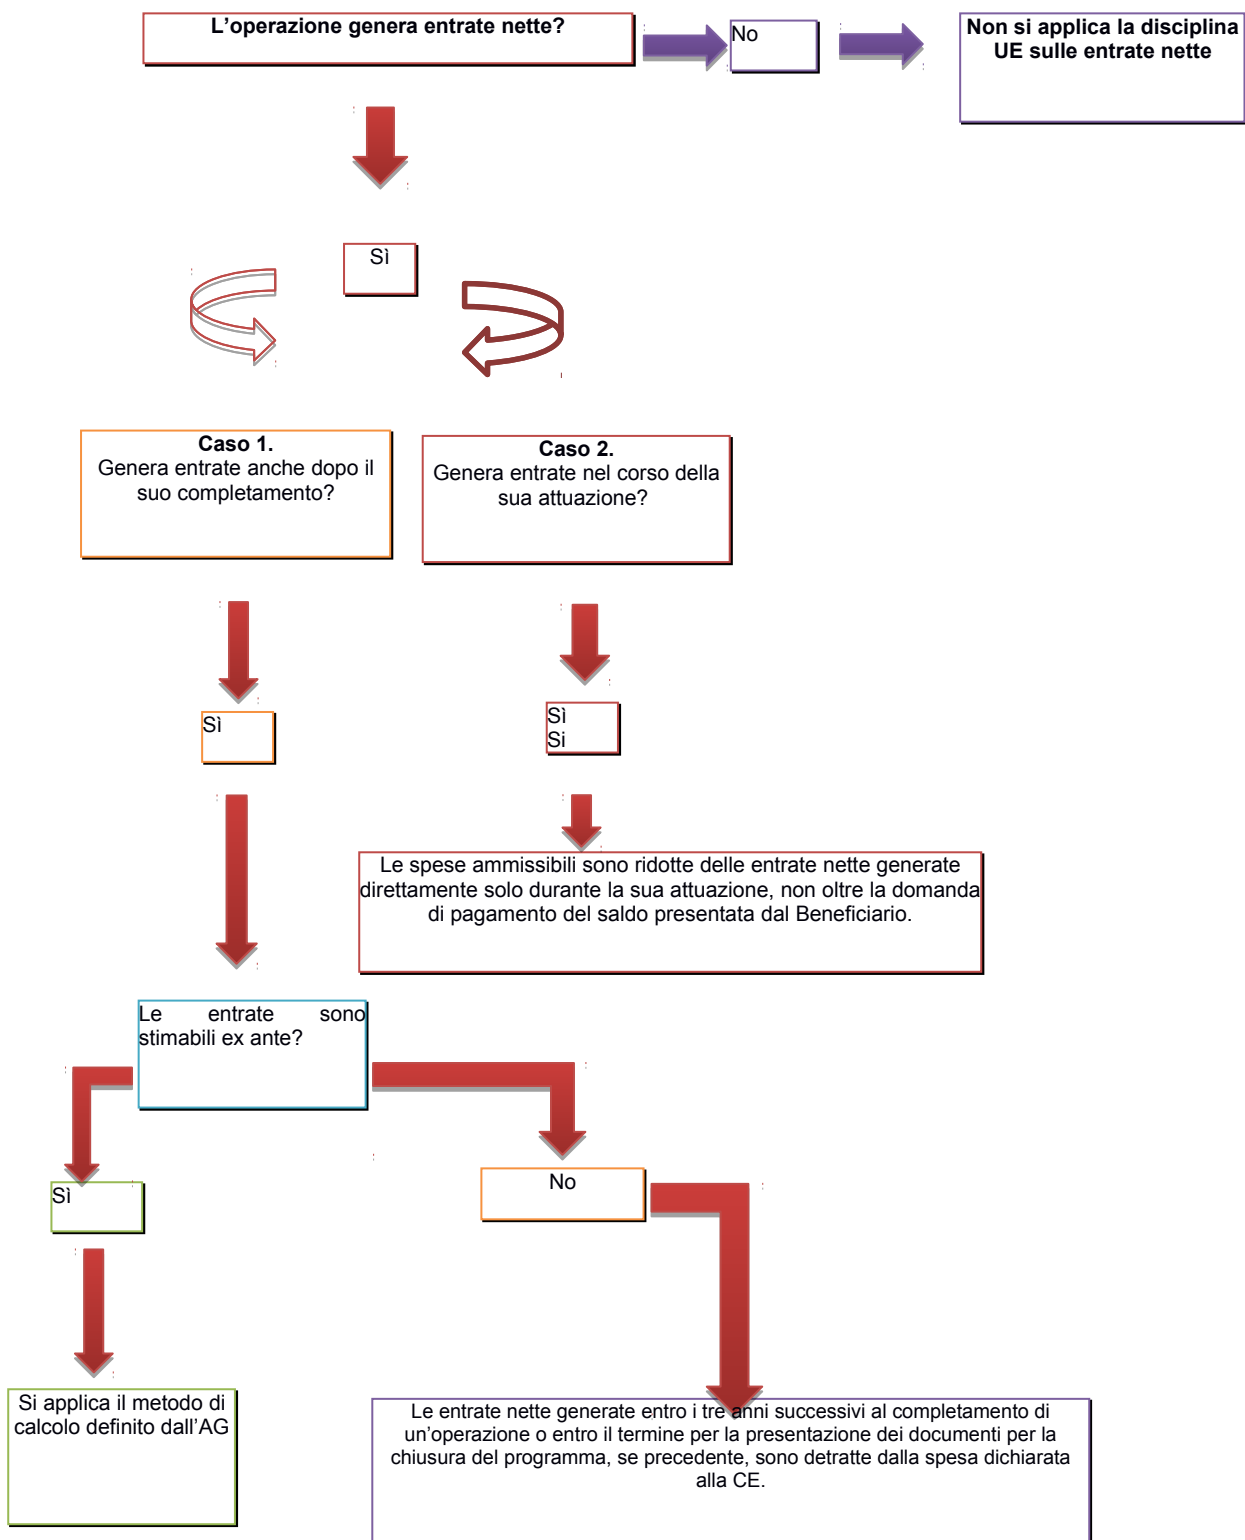 L'operazione genera entrate nette?
No
Non si applica la disciplina
UE sulle entrate nette
Sì
Caso 1.
Genera entrate anche dopo il
suo completamento?
Caso 2.
Genera entrate nel corso della
sua attuazione?
Sì
Sì
Si
Le spese ammissibili sono ridotte delle entrate nette generate
direttamente solo durante la sua attuazione, non oltre la domanda
di pagamento del saldo presentata dal Beneficiario.
Le entrate sono
stimabili ex ante?
Sì
No
Si applica il metodo di
calcolo definito dall'AG
Le entrate nette generate entro i tre anni successivi al completamento di
un'operazione o entro il termine per la presentazione dei documenti per la
chiusura del programma, se precedente, sono detratte dalla spesa dichiarata
alla CE.